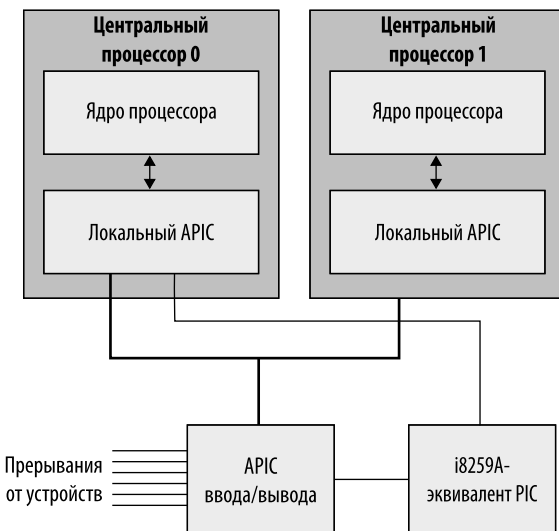 Центральный
процессор 0
Ядро процессора
Локальный APIC
Центральный
процессор 1
Ядро процессора
Локальный APIC
Прерывания
от устройств
APIC
ввода/вывода
i8259A-
эквивалент PIC